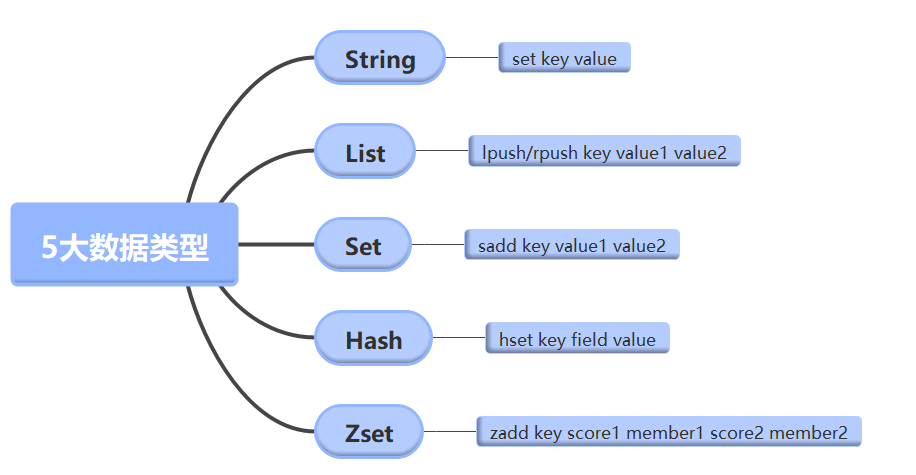 5大数据类型
String
set key value
List
lpush/rpush key value1 value2
Set
sadd key value1 value2
Hash
hset key field value
Zset
zadd key score1 member1 score2 member2